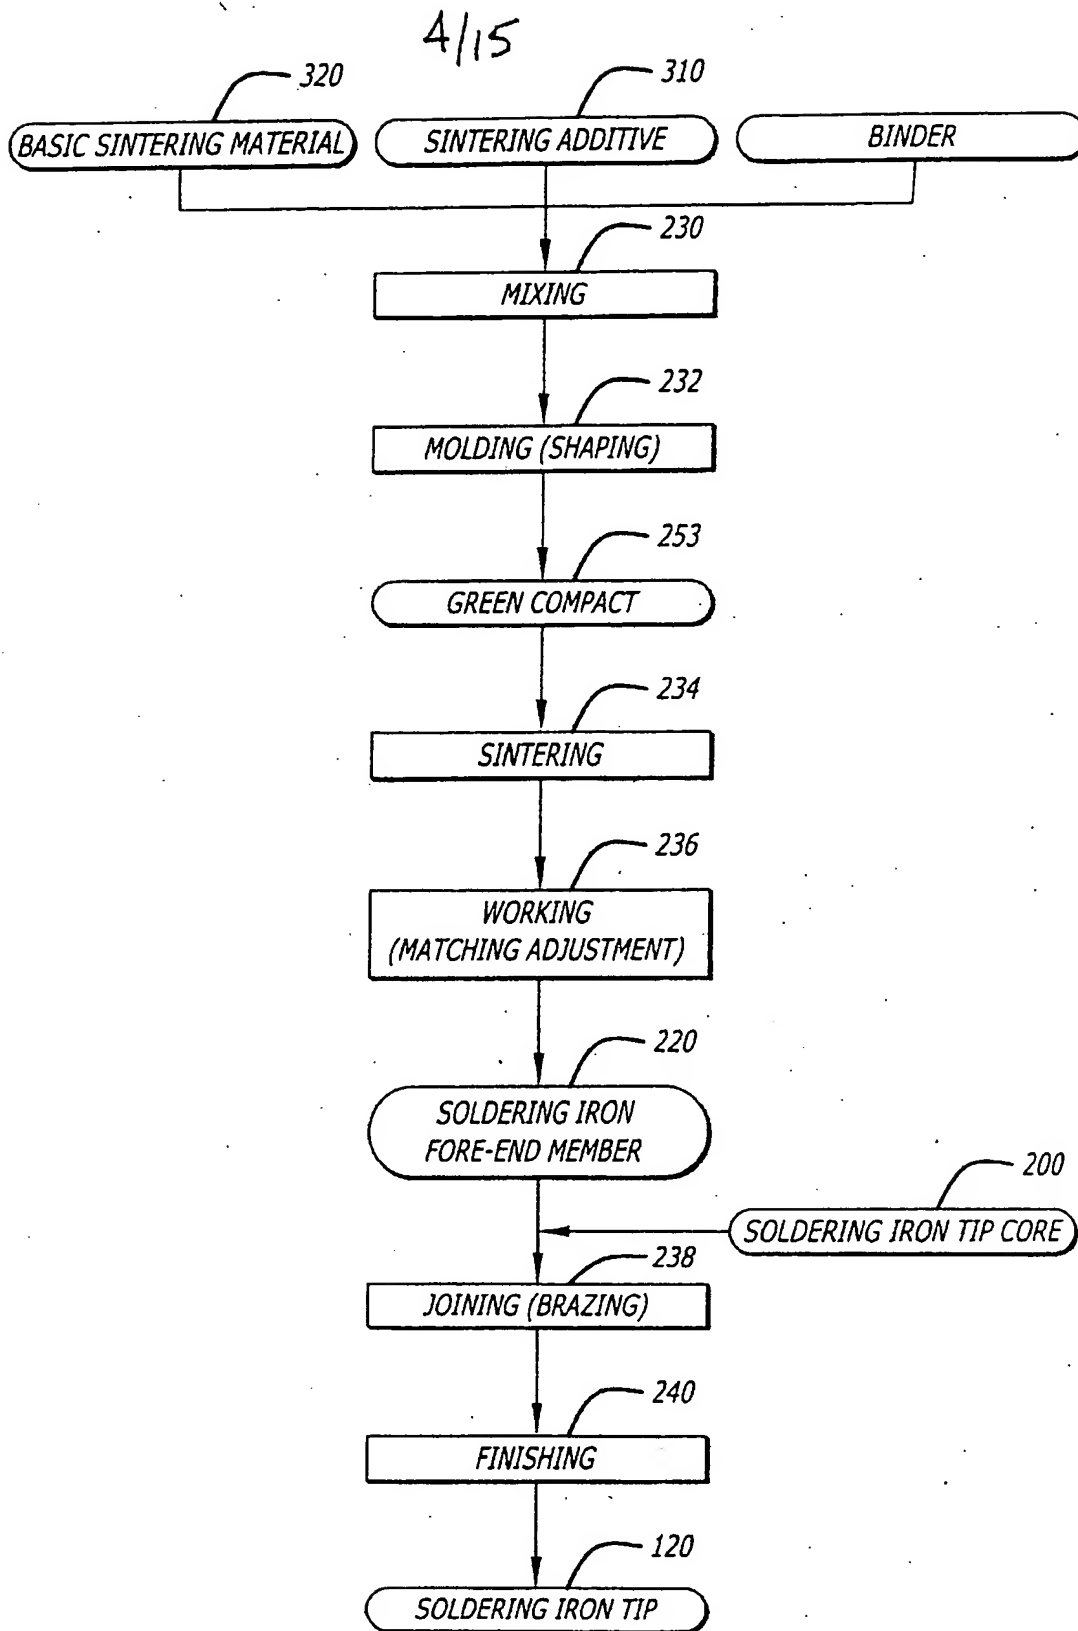 4/15
320
310
BASIC SINTERING MATERIAL
SINTERING ADDITIVE
BINDER
230
MIXING
232
MOLDING (SHAPING)
253
GREEN COMPACT
234
SINTERING
236
WORKING
(MATCHING ADJUSTMENT)
220
SOLDERING IRON
FORE-END MEMBER
200
SOLDERING IRON TIP CORE
238
JOINING (BRAZING)
240
FINISHING
120
SOLDERING IRON TIP